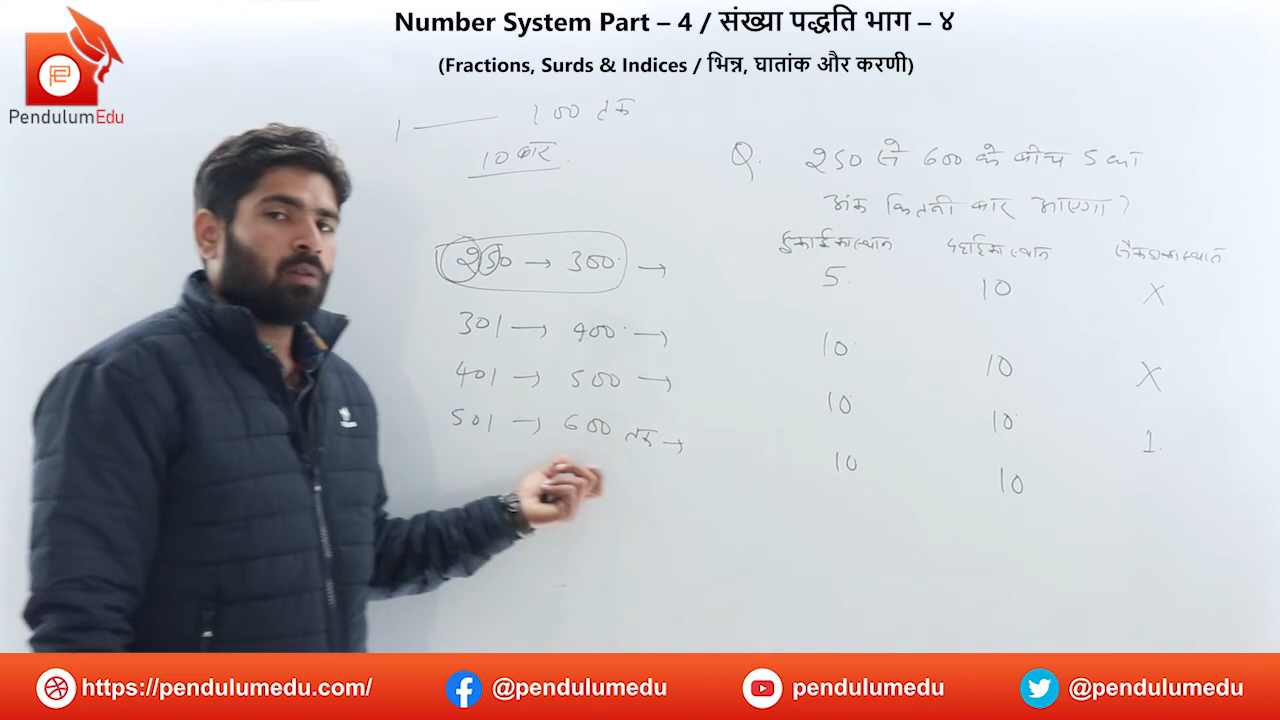 Number System Part – 4 / संख्या पद्धति भाग – ४
(Fractions, Surds & Indices / भिन्न, घातांक और करणी)
PendulumEdu
1 —— 100 तक
10 बार
Q. 250 से 600 के बीच 5 का
अंक कितनी बार आएगा?
इकाई का स्थान दहाई का स्थान सैकड़ा का स्थान
250 → 300 → 5 10 X
301 → 400 → 10 10 X
401 → 500 → 10 10 1
501 → 600 तक → 10 10
https://pendulumedu.com/ @pendulumedu pendulumedu @pendulumedu